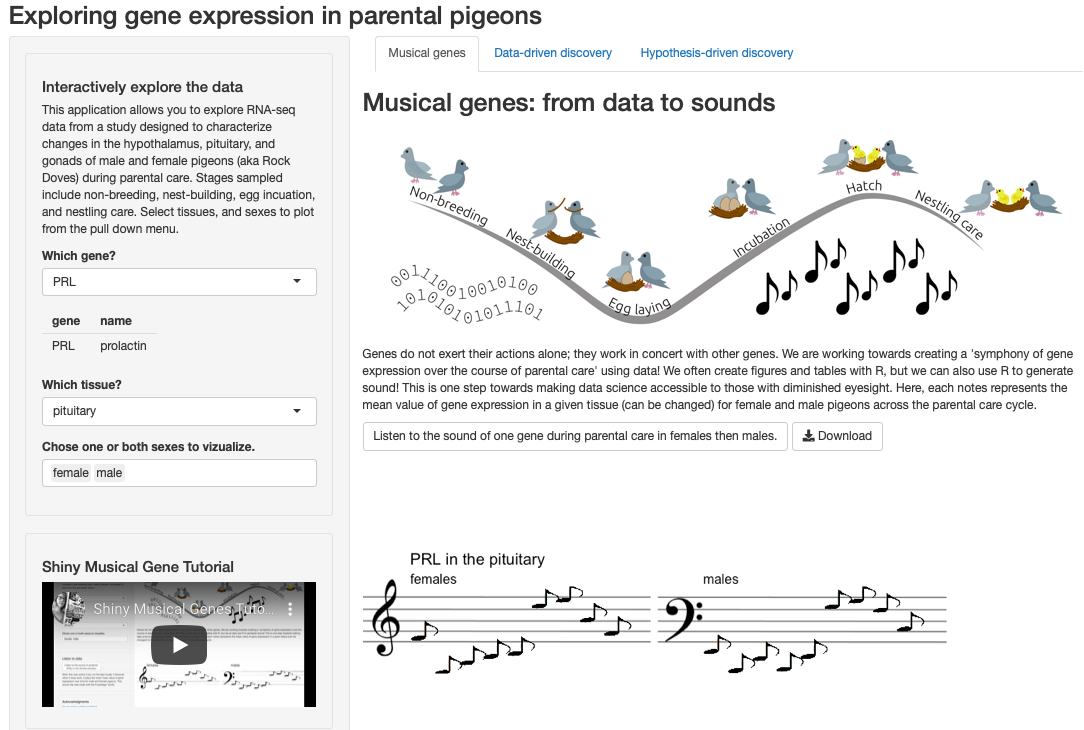 Exploring gene expression in parental pigeons
Interactively explore the data
This application allows you to explore RNA-seq
data from a study designed to characterize
changes in the hypothalamus, pituitary, and
gonads of male and female pigeons (aka Rock
Doves) during parental care. Stages sampled
include non-breeding, nest-building, egg incuation,
and nestling care. Select tissues, and sexes to plot
from the pull down menu.
Which gene?
PRL
gene name
PRL prolactin
Which tissue?
pituitary
Chose one or both sexes to vizualize.
female male
Shiny Musical Gene Tutorial
Shiny Musical Genes Tuto...
Musical genes Data-driven discovery Hypothesis-driven discovery
Musical genes: from data to sounds
Non-breeding
Nest-building
Egg laying
Incubation
Hatch
Nestling care
001110010010100
10101010101011101
Genes do not exert their actions alone; they work in concert with other genes. We are working towards creating a 'symphony of gene
expression over the course of parental care' using data! We often create figures and tables with R, but we can also use R to generate
sound! This is one step towards making data science accessible to those with diminished eyesight. Here, each notes represents the
mean value of gene expression in a given tissue (can be changed) for female and male pigeons across the parental care cycle.
Listen to the sound of one gene during parental care in females then males.
Download
PRL in the pituitary
females
males